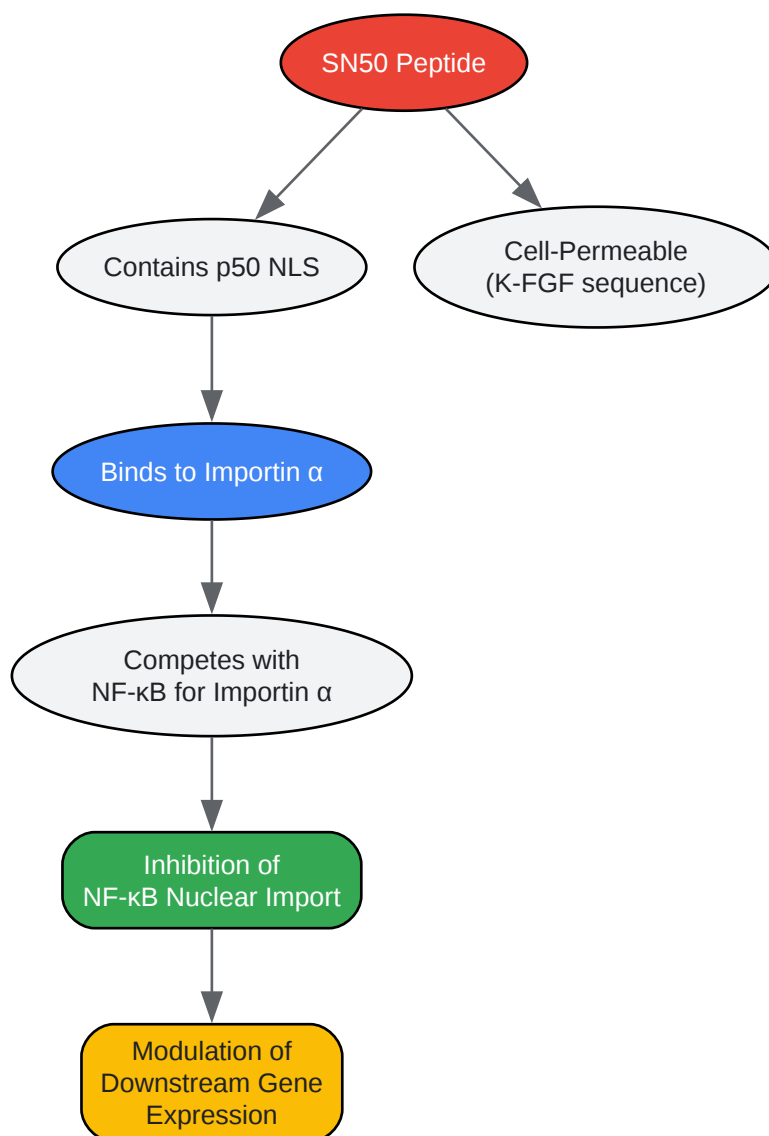 SN50 Peptide
Contains p50 NLS
Cell-Permeable
(K-FGF sequence)
Binds to Importin α
Competes with
NF-κB for Importin α
Inhibition of
NF-κB Nuclear Import
Modulation of
Downstream Gene
Expression